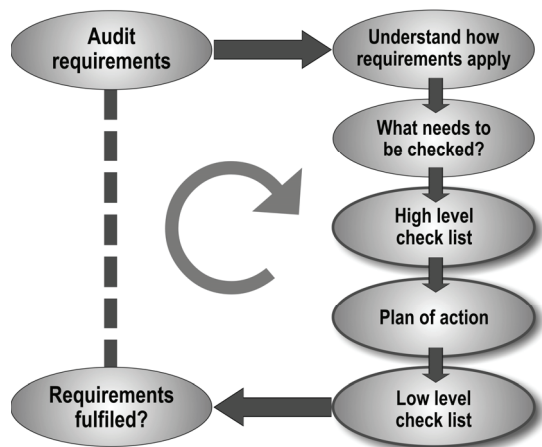 Audit
requirements
Understand how
requirements apply
What needs to
be checked?
High level
check list
Plan of action
Low level
check list
Requirements
fulfiled?